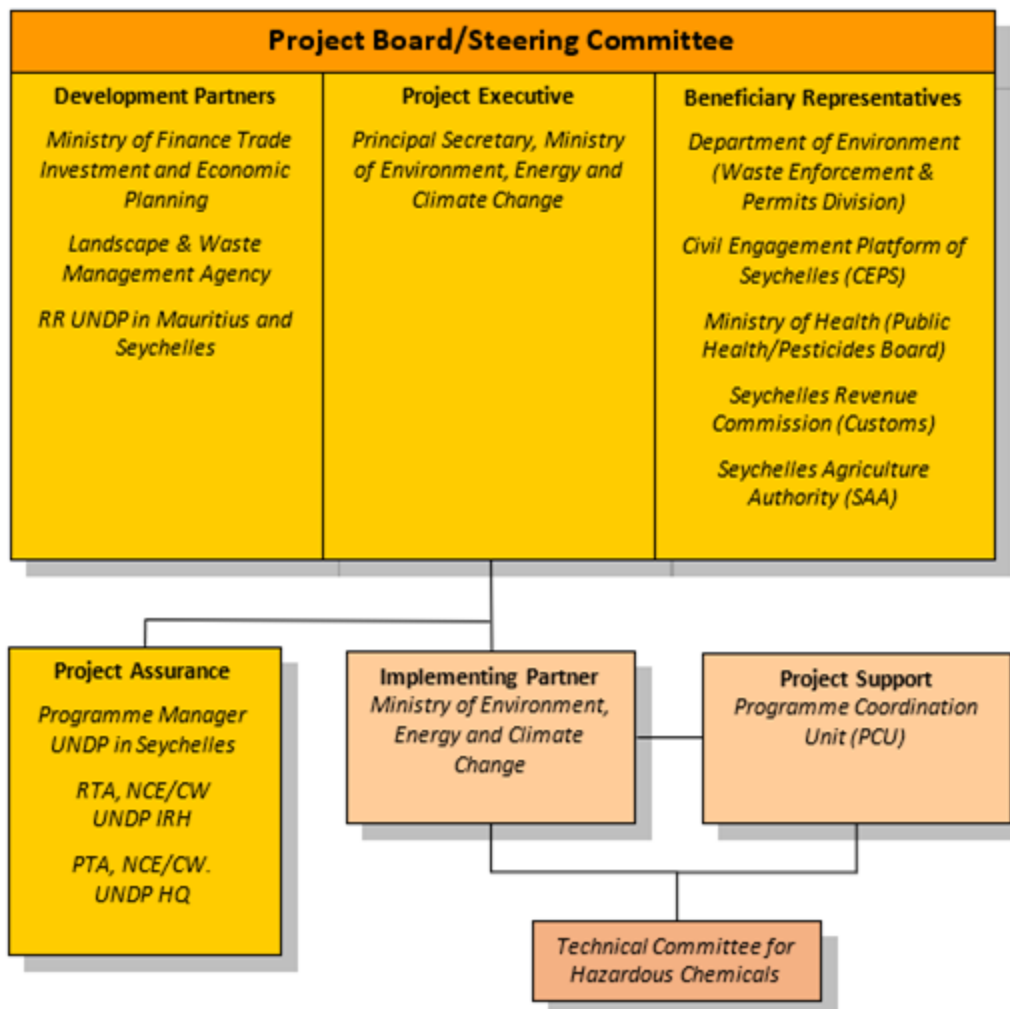 Project Board/Steering Committee
Development Partners
Ministry of Finance Trade
Investment and Economic
Planning
Landscape & Waste
Management Agency
RR UNDP in Mauritius and
Seychelles
Project Executive
Principal Secretary, Ministry
of Environment, Energy and
Climate Change
Beneficiary Representatives
Department of Environment
(Waste Enforcement &
Permits Division)
Civil Engagement Platform of
Seychelles (CEPS)
Ministry of Health (Public
Health/Pesticides Board)
Seychelles Revenue
Commission (Customs)
Seychelles Agriculture
Authority (SAA)
Project Assurance
Programme Manager
UNDP in Seychelles
RTA, NCE/CW
UNDP IRH
PTA, NCE/CW.
UNDP HQ
Implementing Partner
Ministry of Environment,
Energy and Climate
Change
Project Support
Programme Coordination
Unit (PCU)
Technical Committee for
Hazardous Chemicals